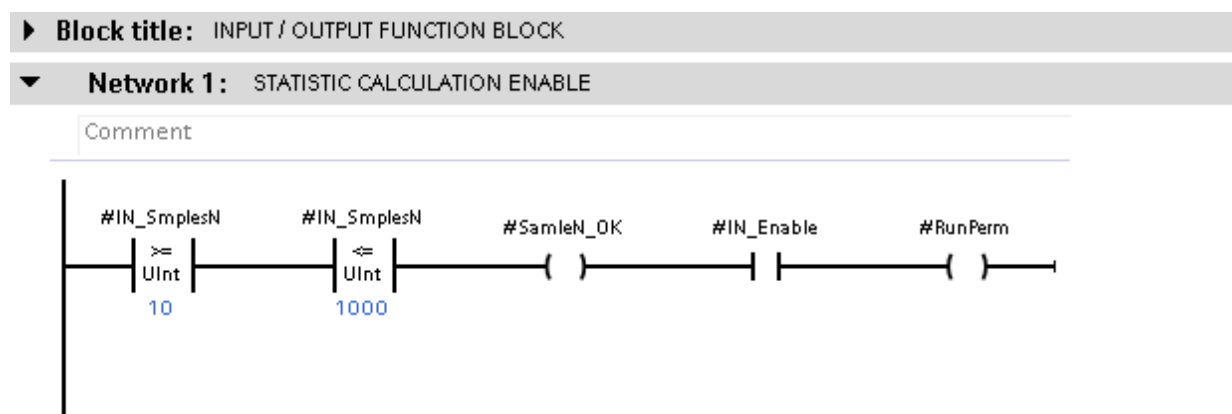 Block title: INPUT / OUTPUT FUNCTION BLOCK
Network 1: STATISTIC CALCULATION ENABLE
Comment
#IN_SmplesN #IN_SmplesN #SamleN_OK #IN_Enable #RunPerm
>= <=
UInt UInt
10 1000